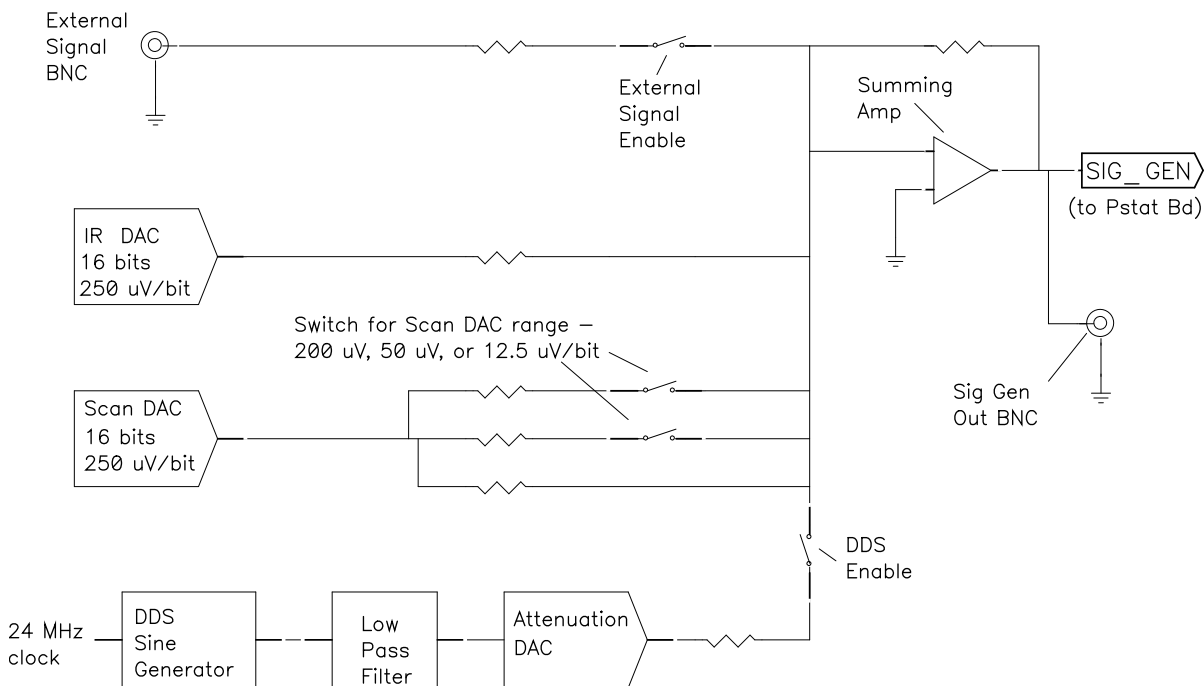 External
Signal
BNC
External
Signal
Enable
Summing
Amp
SIG_GEN
(to Pstat Bd)
IR DAC
16 bits
250 uV/bit
Switch for Scan DAC range –
200 uV, 50 uV, or 12.5 uV/bit
Sig Gen
Out BNC
Scan DAC
16 bits
250 uV/bit
DDS
Enable
24 MHz
clock
DDS
Sine
Generator
Low
Pass
Filter
Attenuation
DAC